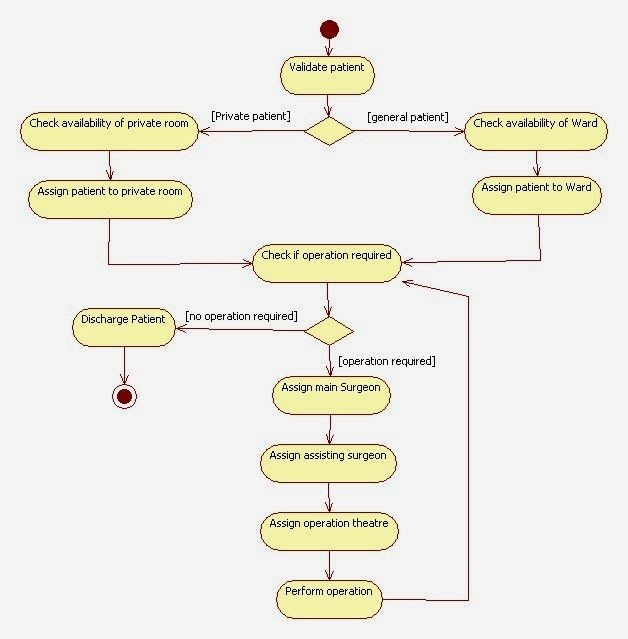 Validate patient
[Private patient]
[general patient]
Check availability of private room
Check availability of Ward
Assign patient to private room
Assign patient to Ward
Check if operation required
[no operation required]
Discharge Patient
[operation required]
Assign main Surgeon
Assign assisting surgeon
Assign operation theatre
Perform operation